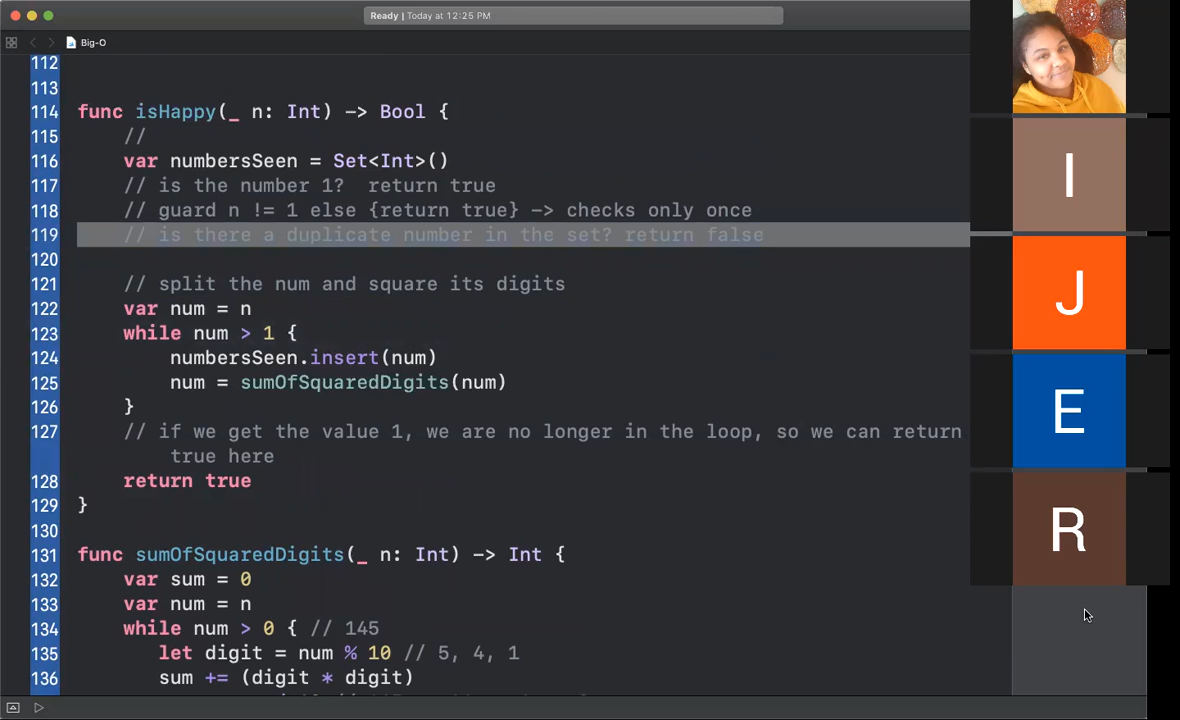 Ready | Today at 12:25 PM
Big-O
112
113
114 func isHappy(_ n: Int) -> Bool {
115 //
116 var numbersSeen = Set<Int>()
117 // is the number 1?  return true
118 // guard n != 1 else {return true} -> checks only once
119 // is there a duplicate number in the set? return false
120
121 // split the num and square its digits
122 var num = n
123 while num > 1 {
124 numbersSeen.insert(num)
125 num = sumOfSquaredDigits(num)
126 }
127 // if we get the value 1, we are no longer in the loop, so we can return
true here
128 return true
129 }
130
131 func sumOfSquaredDigits(_ n: Int) -> Int {
132 var sum = 0
133 var num = n
134 while num > 0 { // 145
135 let digit = num % 10 // 5, 4, 1
136 sum += (digit * digit)
I
J
E
R